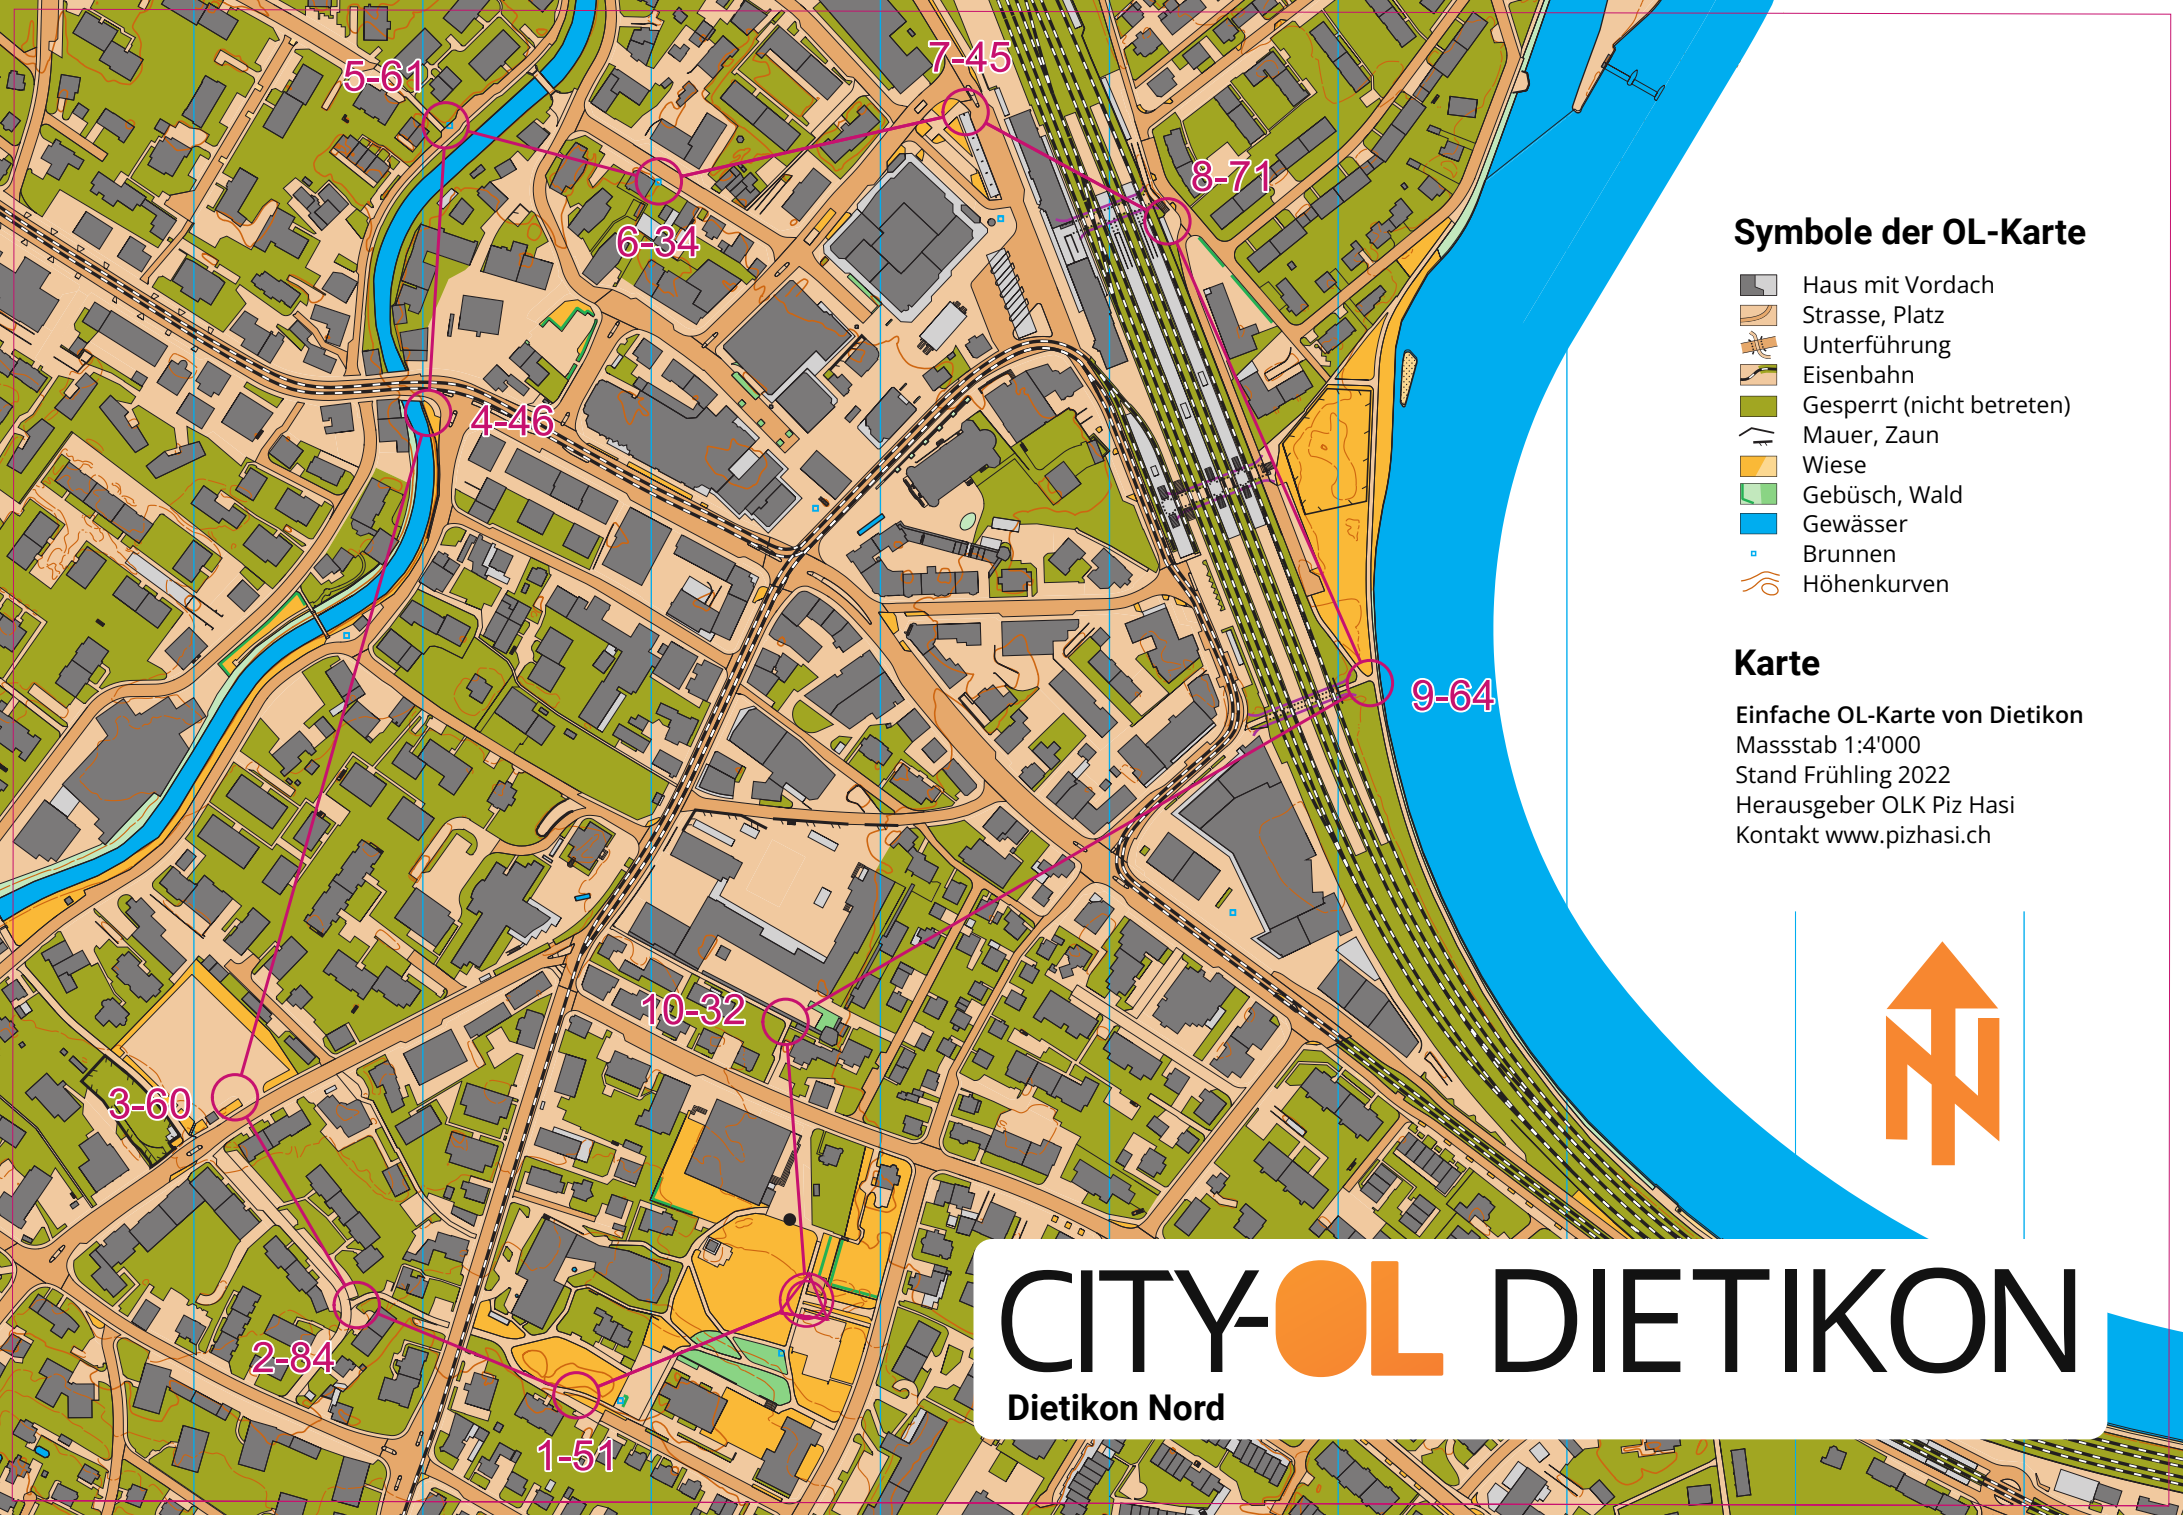 7-45
5-61
8-71
6-34
4-46
9-64
10-32
3-60
2-84
1-51
Symbole der OL-Karte
Haus mit Vordach
Strasse, Platz
Unterführung
Eisenbahn
Gesperrt (nicht betreten)
Mauer, Zaun
Wiese
Gebüsch, Wald
Gewässer
Brunnen
Höhenkurven
Karte
Einfache OL-Karte von Dietikon
Massstab 1:4'000
Stand Frühling 2022
Herausgeber OLK Piz Hasi
Kontakt www.pizhasi.ch
N
CITY-OL DIETIKON
Dietikon Nord